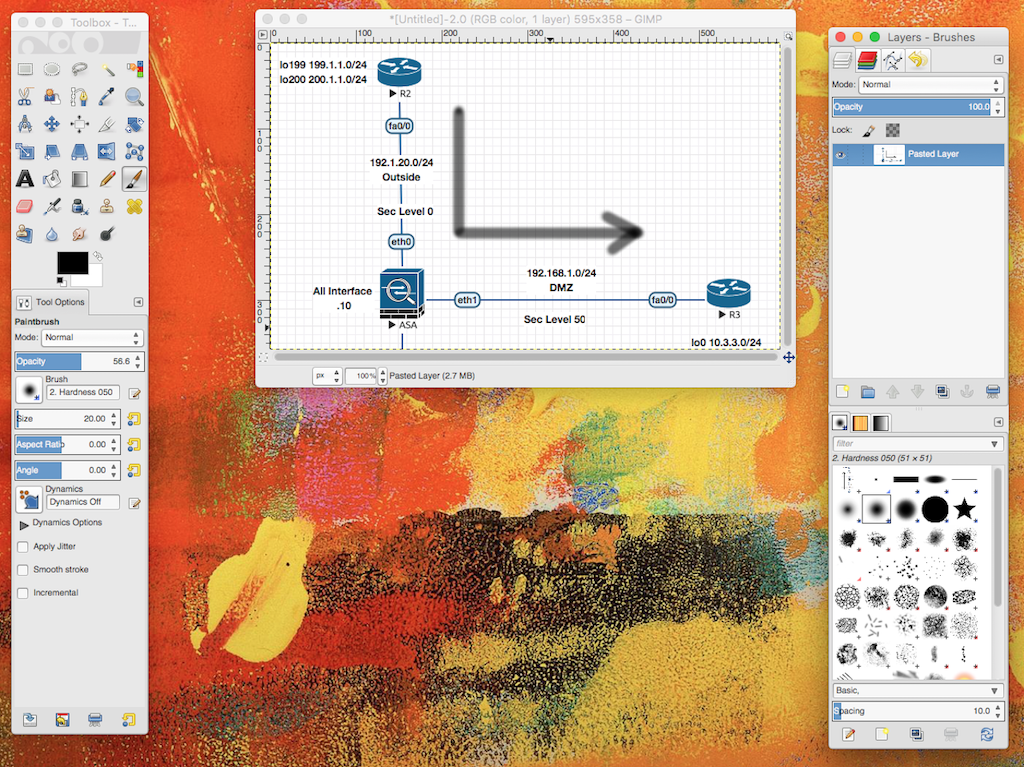 Toolbox - T...
*[Untitled]-2.0 (RGB color, 1 layer) 595x358 – GIMP
Layers - Brushes
0 100 200 300 400 500
0
100
200
300
lo199 199.1.1.0/24
lo200 200.1.1.0/24
R2
fa0/0
192.1.20.0/24
Outside
Sec Level 0
eth0
All Interface
.10
ASA
eth1
192.168.1.0/24
DMZ
Sec Level 50
fa0/0
R3
lo0 10.3.3.0/24
px
100%
Pasted Layer (2.7 MB)
Tool Options
Paintbrush
Mode: Normal
Opacity 56.6
Brush
2. Hardness 050
Size 20.00
Aspect Ratio 0.00
Angle 0.00
Dynamics
Dynamics Off
Dynamics Options
Apply Jitter
Smooth stroke
Incremental
Mode: Normal
Opacity 100.0
Lock:
Pasted Layer
filter
2. Hardness 050 (51 × 51)
Basic,
Spacing 10.0